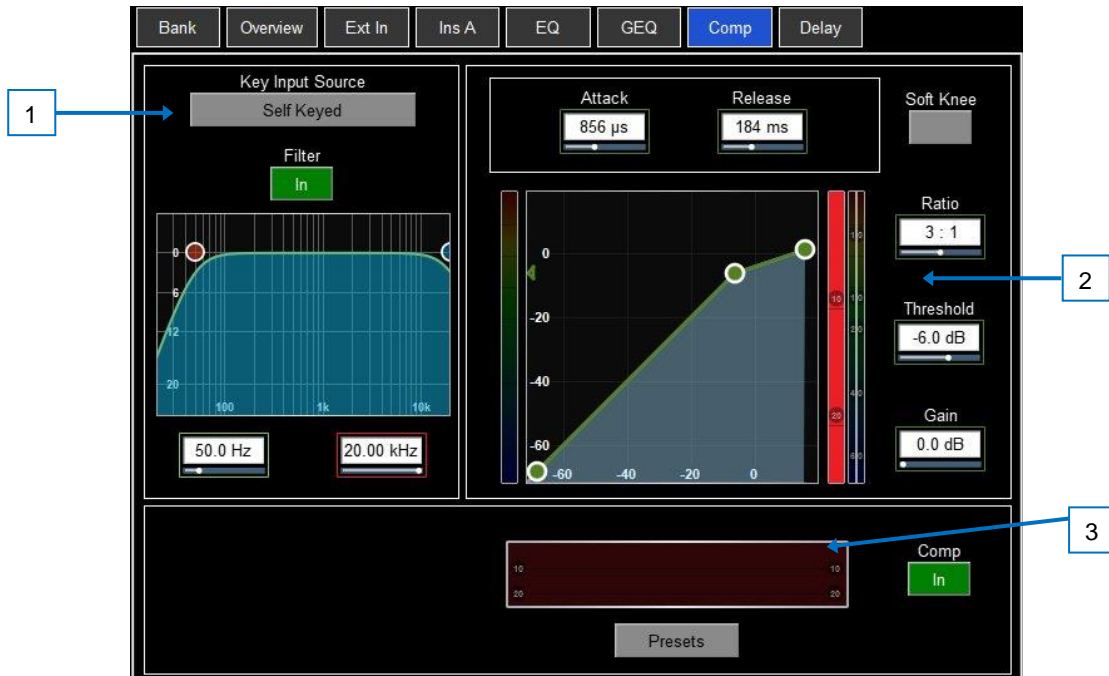 Bank Overview Ext In Ins A EQ GEQ Comp Delay
1
Key Input Source
Self Keyed
Filter
In
0
6
12
20
100 1k 10k
50.0 Hz 20.00 kHz
Attack Release
856 µs 184 ms
0
-20
-40
-60
-60 -40 -20 0
10
20
Soft Knee
Ratio
3 : 1
2
Threshold
-6.0 dB
Gain
0.0 dB
3
10 10
20 20
Comp
In
Presets